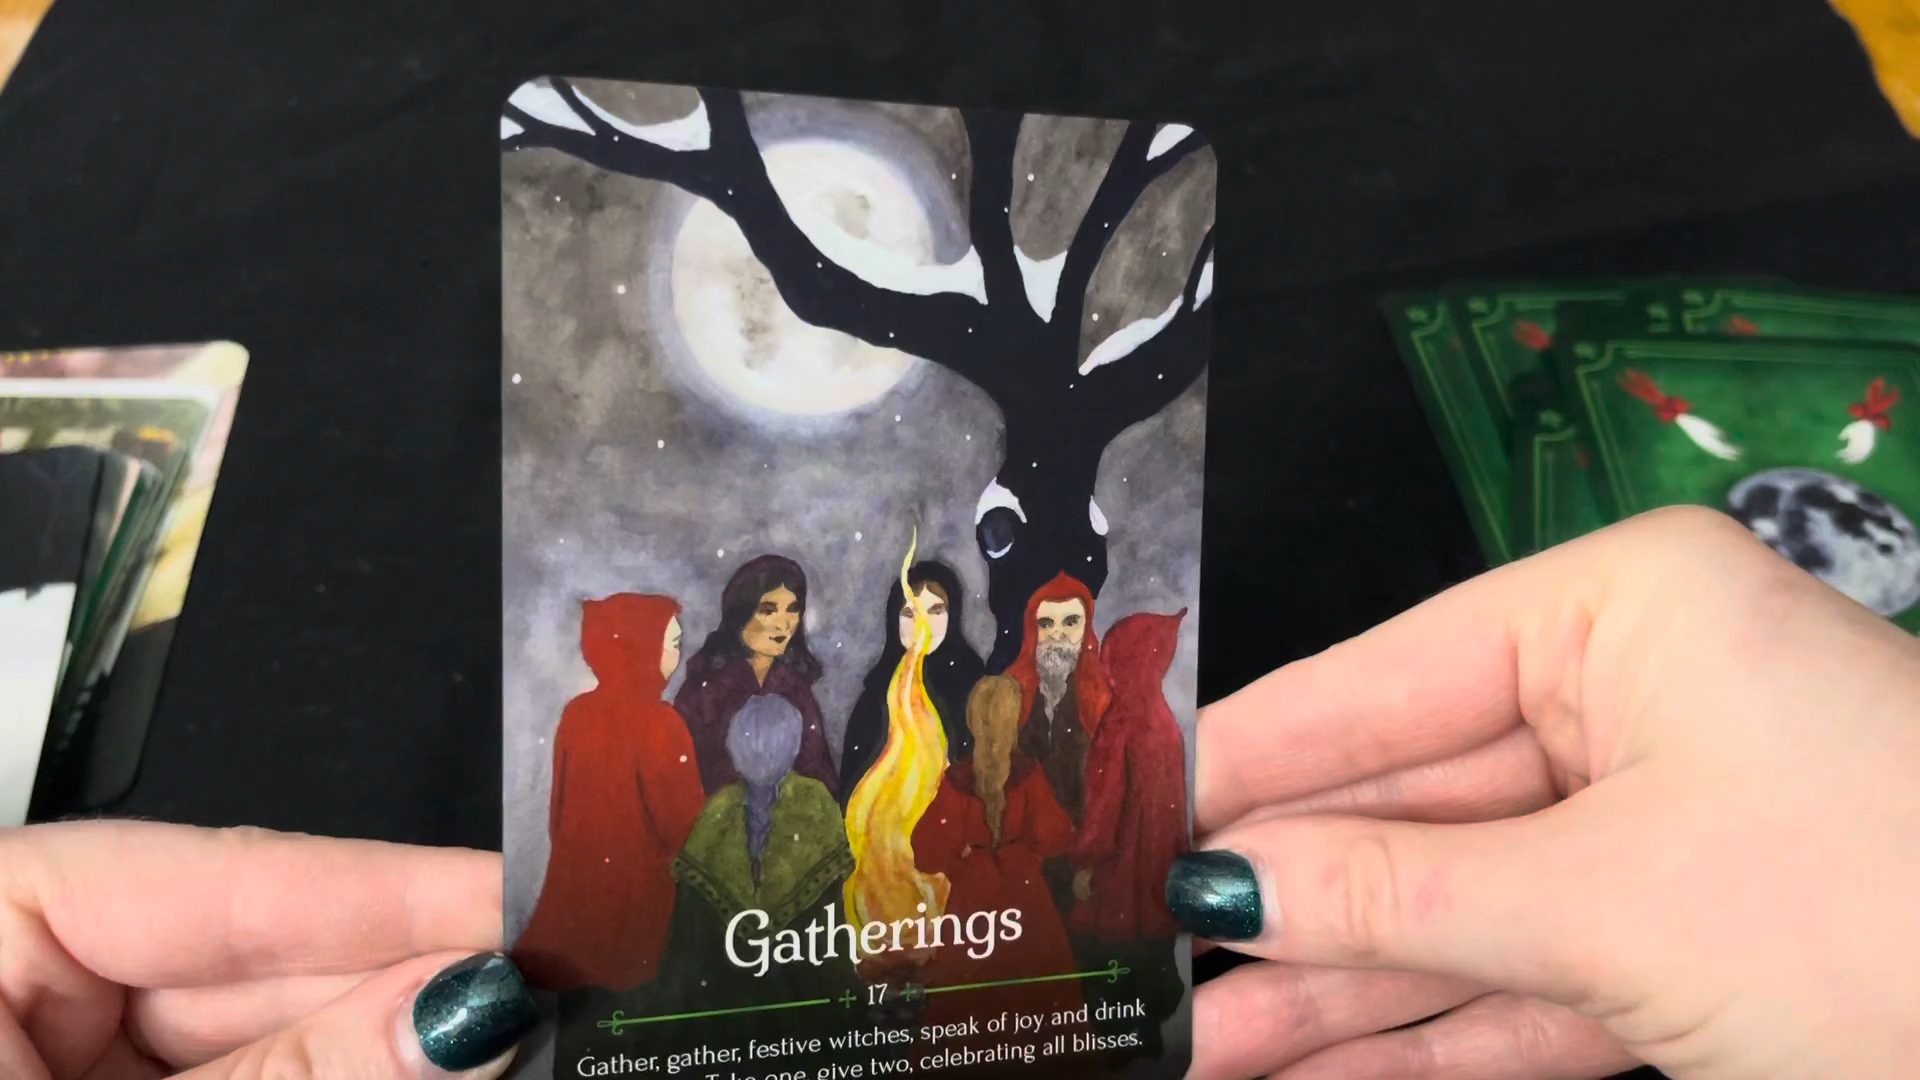 Gatherings
17
Gather, gather, festive witches, speak of joy and drink
Take one, give two, celebrating all blisses.